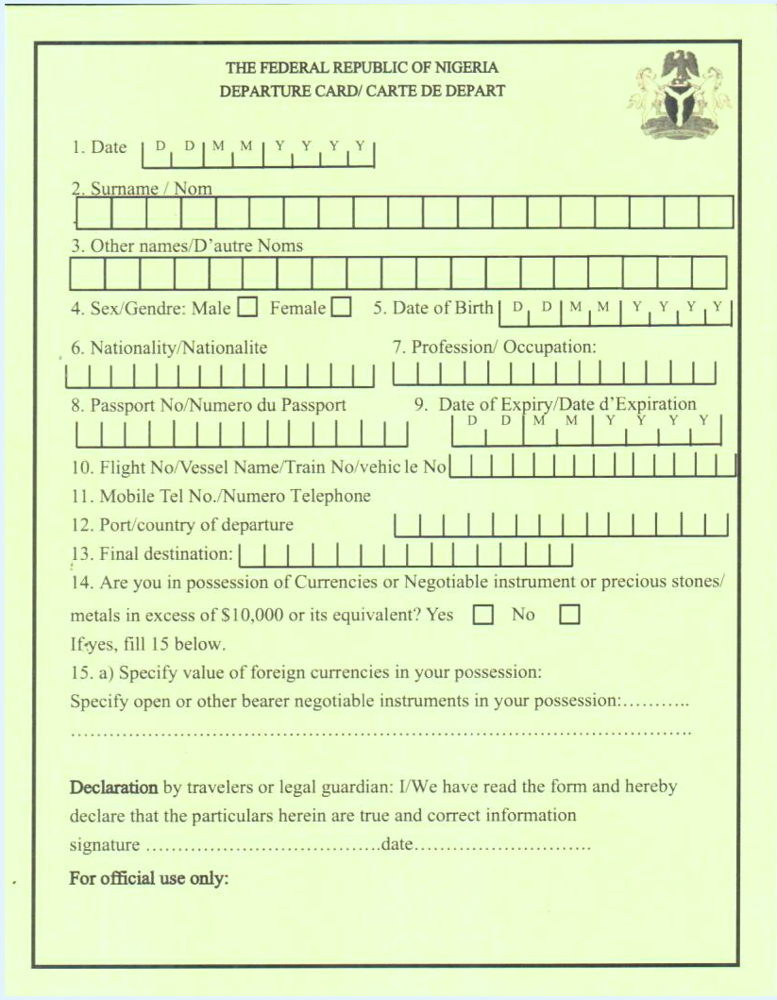 THE FEDERAL REPUBLIC OF NIGERIA
DEPARTURE CARD/ CARTE DE DEPART
1. Date D D M M Y Y Y Y
2. Surname / Nom
3. Other names/D'autre Noms
4. Sex/Gendre: Male Female 5. Date of Birth D D M M Y Y Y Y
6. Nationality/Nationalite 7. Profession/ Occupation:
8. Passport No/Numero du Passport 9. Date of Expiry/Date d'Expiration
D D M M Y Y Y Y
10. Flight No/Vessel Name/Train No/vehic le No
11. Mobile Tel No./Numero Telephone
12. Port/country of departure
13. Final destination:
14. Are you in possession of Currencies or Negotiable instrument or precious stones/
metals in excess of $10,000 or its equivalent? Yes No
If yes, fill 15 below.
15. a) Specify value of foreign currencies in your possession:
Specify open or other bearer negotiable instruments in your possession:...........
..........................................................................................
Declaration by travelers or legal guardian: I/We have read the form and hereby
declare that the particulars herein are true and correct information
signature ....................................date...........................
For official use only: